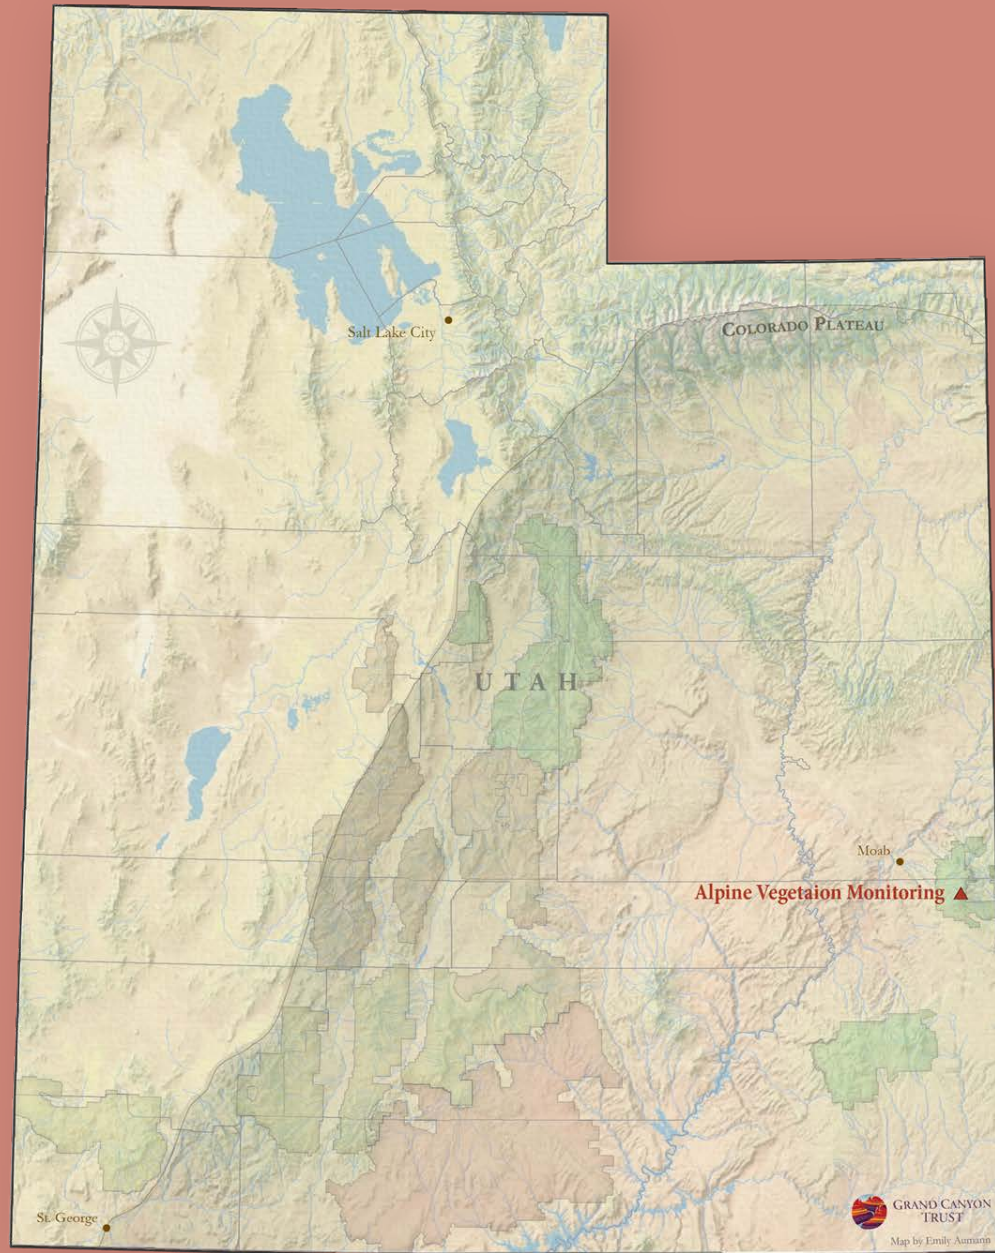 Salt Lake City
COLORADO PLATEAU
UTAH
Moab
Alpine Vegetaion Monitoring
St. George
GRAND CANYON
TRUST
Map by Emily Aumann